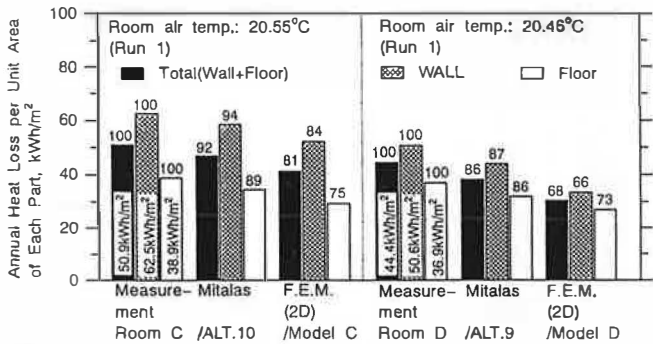 Annual Heat Loss per Unit Area
of Each Part, kWh/m²
100
80
60
40
20
0
Room air temp.: 20.55°C
(Run 1)
Total(Wall+Floor)
Room air temp.: 20.46°C
(Run 1)
WALL
Floor
100
100
100
92
94
89
81
84
75
100
100
100
86
87
86
68
66
73
50.9kWh/m²
62.5kWh/m²
38.9kWh/m²
44.4kWh/m²
50.6kWh/m²
36.9kWh/m²
Measure- Mitalas F.E.M. Measure- Mitalas F.E.M.
ment (2D) ment (2D)
Room C /ALT.10 /Model C Room D /ALT.9 /Model D